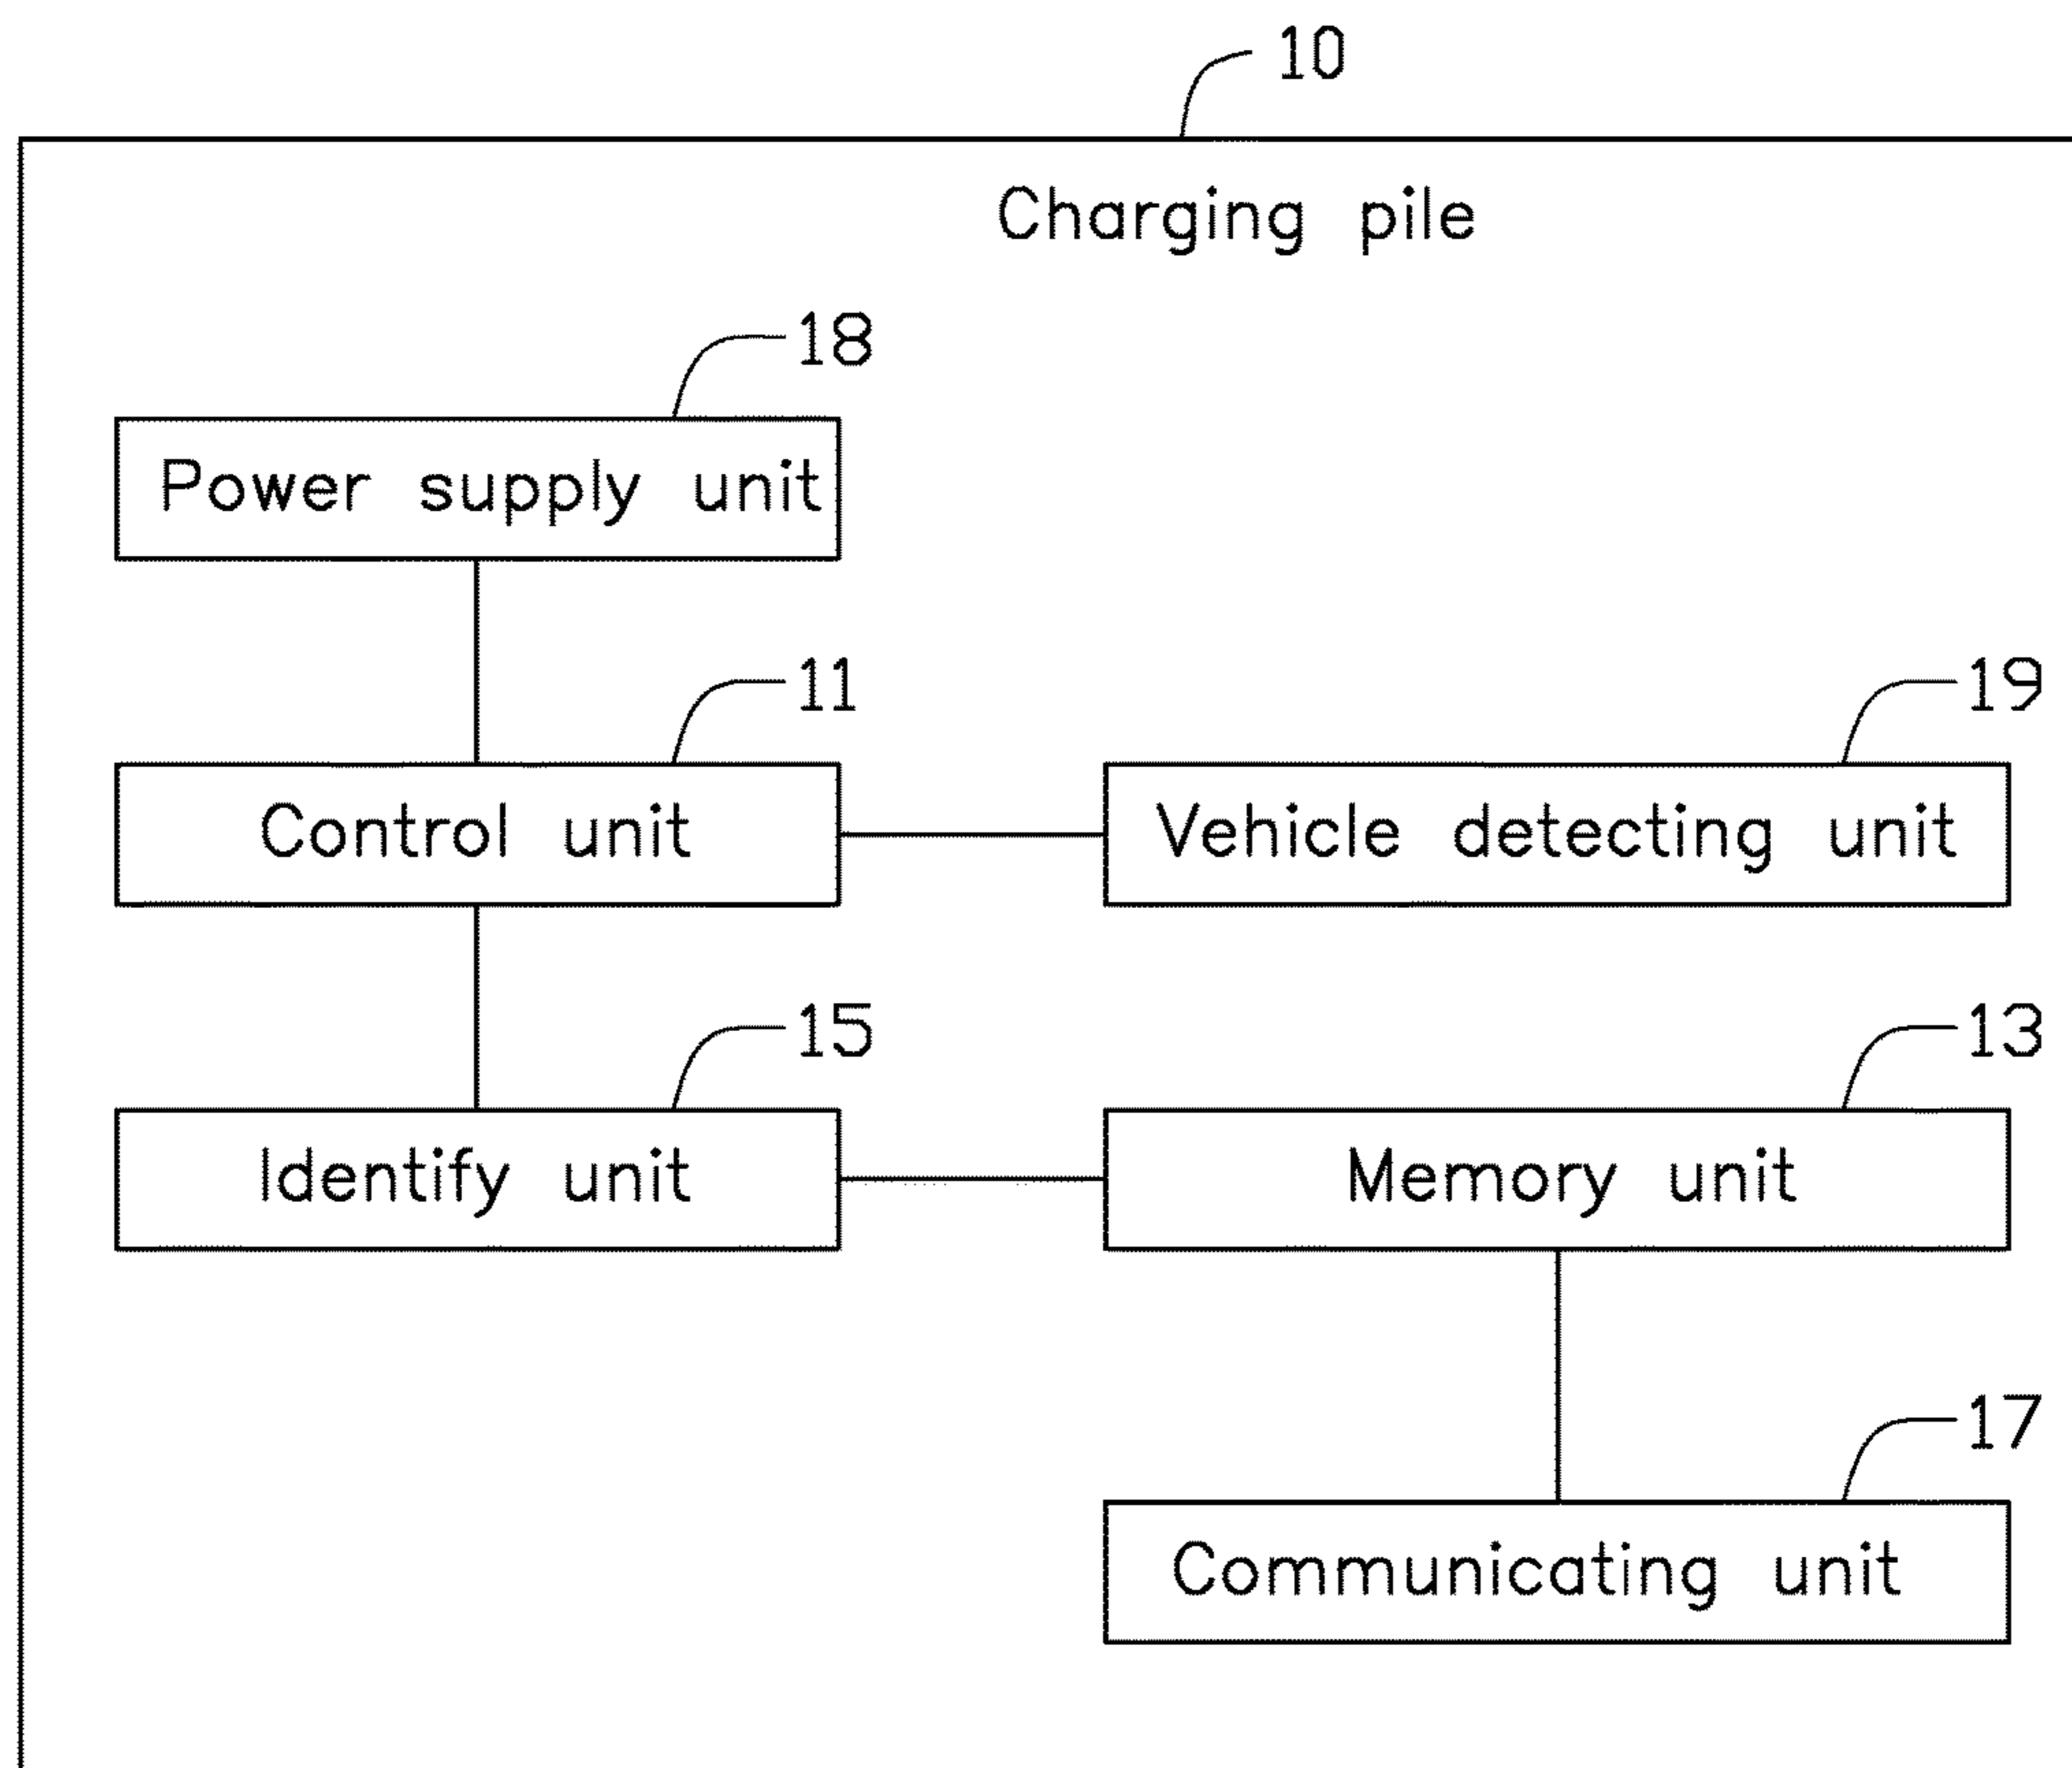 10
Charging pile
18
Power supply unit
11
19
Control unit
Vehicle detecting unit
15
13
Identify unit
Memory unit
17
Communicating unit